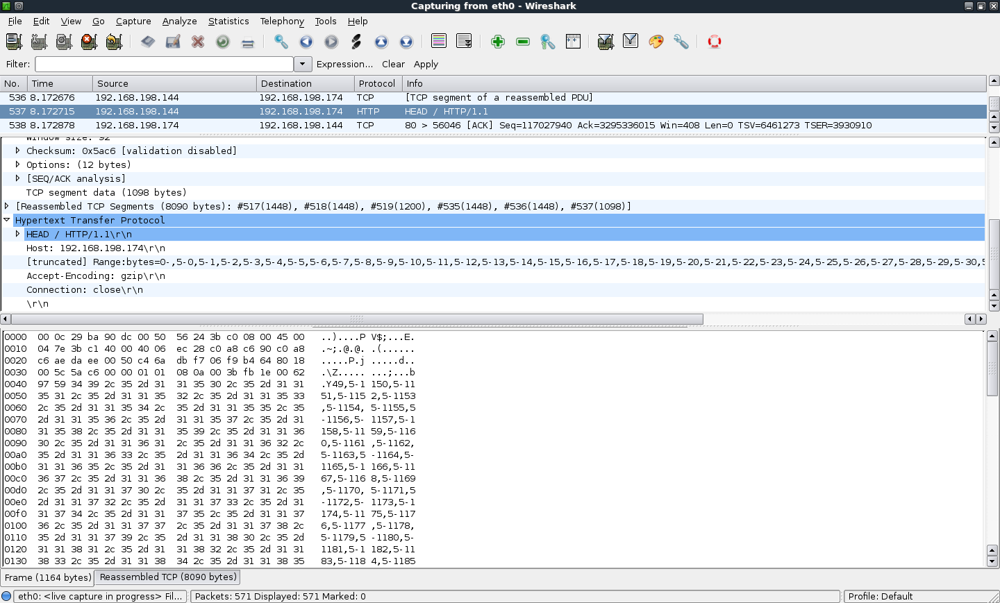 Capturing from eth0 - Wireshark
File Edit View Go Capture Analyze Statistics Telephony Tools Help
Filter: Expression... Clear Apply
No. Time Source Destination Protocol Info
536 8.172676 192.168.198.144 192.168.198.174 TCP [TCP segment of a reassembled PDU]
537 8.172715 192.168.198.144 192.168.198.174 HTTP HEAD / HTTP/1.1
538 8.172878 192.168.198.174 192.168.198.144 TCP 80 > 56046 [ACK] Seq=117027940 Ack=3295336015 Win=408 Len=0 TSV=6461273 TSER=3930910
Window size: 92
Checksum: 0x5ac6 [validation disabled]
Options: (12 bytes)
[SEQ/ACK analysis]
TCP segment data (1098 bytes)
[Reassembled TCP Segments (8090 bytes): #517(1448), #518(1448), #519(1200), #535(1448), #536(1448), #537(1098)]
Hypertext Transfer Protocol
HEAD / HTTP/1.1\r\n
Host: 192.168.198.174\r\n
[truncated] Range:bytes=0-,5-0,5-1,5-2,5-3,5-4,5-5,5-6,5-7,5-8,5-9,5-10,5-11,5-12,5-13,5-14,5-15,5-16,5-17,5-18,5-19,5-20,5-21,5-22,5-23,5-24,5-25,5-26,5-27,5-28,5-29,5-30,5
Accept-Encoding: gzip\r\n
Connection: close\r\n
\r\n
0000 00 0c 29 ba 90 dc 00 50 56 24 3b c0 08 00 45 00 ..)....P V$;...E.
0010 04 7e 3b c1 40 00 40 06 ec 28 c0 a8 c6 90 c0 a8 .~;.@.@. .(......
0020 c6 ae da ee 00 50 c4 6a db f7 06 f9 b4 64 80 18 .....P.j .....d..
0030 00 5c 5a c6 00 00 01 01 08 0a 00 3b fb 1e 00 62 .\Z..... ...;...b
0040 97 59 34 39 2c 35 2d 31 31 35 30 2c 35 2d 31 31 .Y49,5-1 150,5-11
0050 35 31 2c 35 2d 31 31 35 32 2c 35 2d 31 31 35 33 51,5-115 2,5-1153
0060 2c 35 2d 31 31 35 34 2c 35 2d 31 31 35 35 2c 35 ,5-1154, 5-1155,5
0070 2d 31 31 35 36 2c 35 2d 31 31 35 37 2c 35 2d 31 -1156,5- 1157,5-1
0080 31 35 38 2c 35 2d 31 31 35 39 2c 35 2d 31 31 36 158,5-11 59,5-116
0090 30 2c 35 2d 31 31 36 31 2c 35 2d 31 31 36 32 2c 0,5-1161 ,5-1162,
00a0 35 2d 31 31 36 33 2c 35 2d 31 31 36 34 2c 35 2d 5-1163,5 -1164,5-
00b0 31 31 36 35 2c 35 2d 31 31 36 36 2c 35 2d 31 31 1165,5-1 166,5-11
00c0 36 37 2c 35 2d 31 31 36 38 2c 35 2d 31 31 36 39 67,5-116 8,5-1169
00d0 2c 35 2d 31 31 37 30 2c 35 2d 31 31 37 31 2c 35 ,5-1170, 5-1171,5
00e0 2d 31 31 37 32 2c 35 2d 31 31 37 33 2c 35 2d 31 -1172,5- 1173,5-1
00f0 31 37 34 2c 35 2d 31 31 37 35 2c 35 2d 31 31 37 174,5-11 75,5-117
0100 36 2c 35 2d 31 31 37 37 2c 35 2d 31 31 37 38 2c 6,5-1177 ,5-1178,
0110 35 2d 31 31 37 39 2c 35 2d 31 31 38 30 2c 35 2d 5-1179,5 -1180,5-
0120 31 31 38 31 2c 35 2d 31 31 38 32 2c 35 2d 31 31 1181,5-1 182,5-11
0130 38 33 2c 35 2d 31 31 38 34 2c 35 2d 31 31 38 35 83,5-118 4,5-1185
Frame (1164 bytes) Reassembled TCP (8090 bytes)
eth0: <live capture in progress> Fil... Packets: 571 Displayed: 571 Marked: 0 Profile: Default